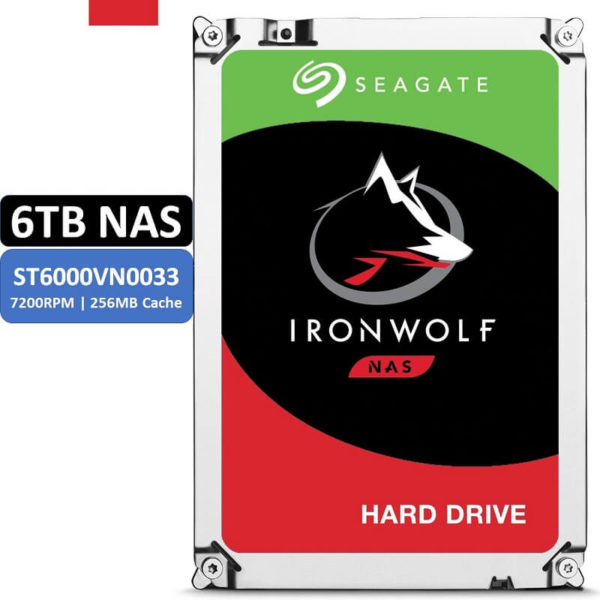 SEAGATE
6TB NAS
ST6000VN0033
7200RPM | 256MB Cache
IRONWOLF
NAS
HARD DRIVE